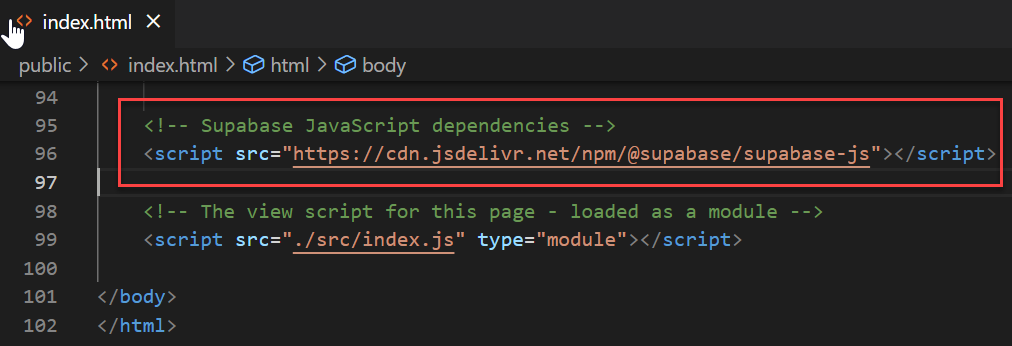 index.html
public > index.html > html > body
94
95 <!-- Supabase JavaScript dependencies -->
96 <script src="https://cdn.jsdelivr.net/npm/@supabase/supabase-js"></script>
97
98 <!-- The view script for this page - loaded as a module -->
99 <script src="./src/index.js" type="module"></script>
100
101 </body>
102 </html>